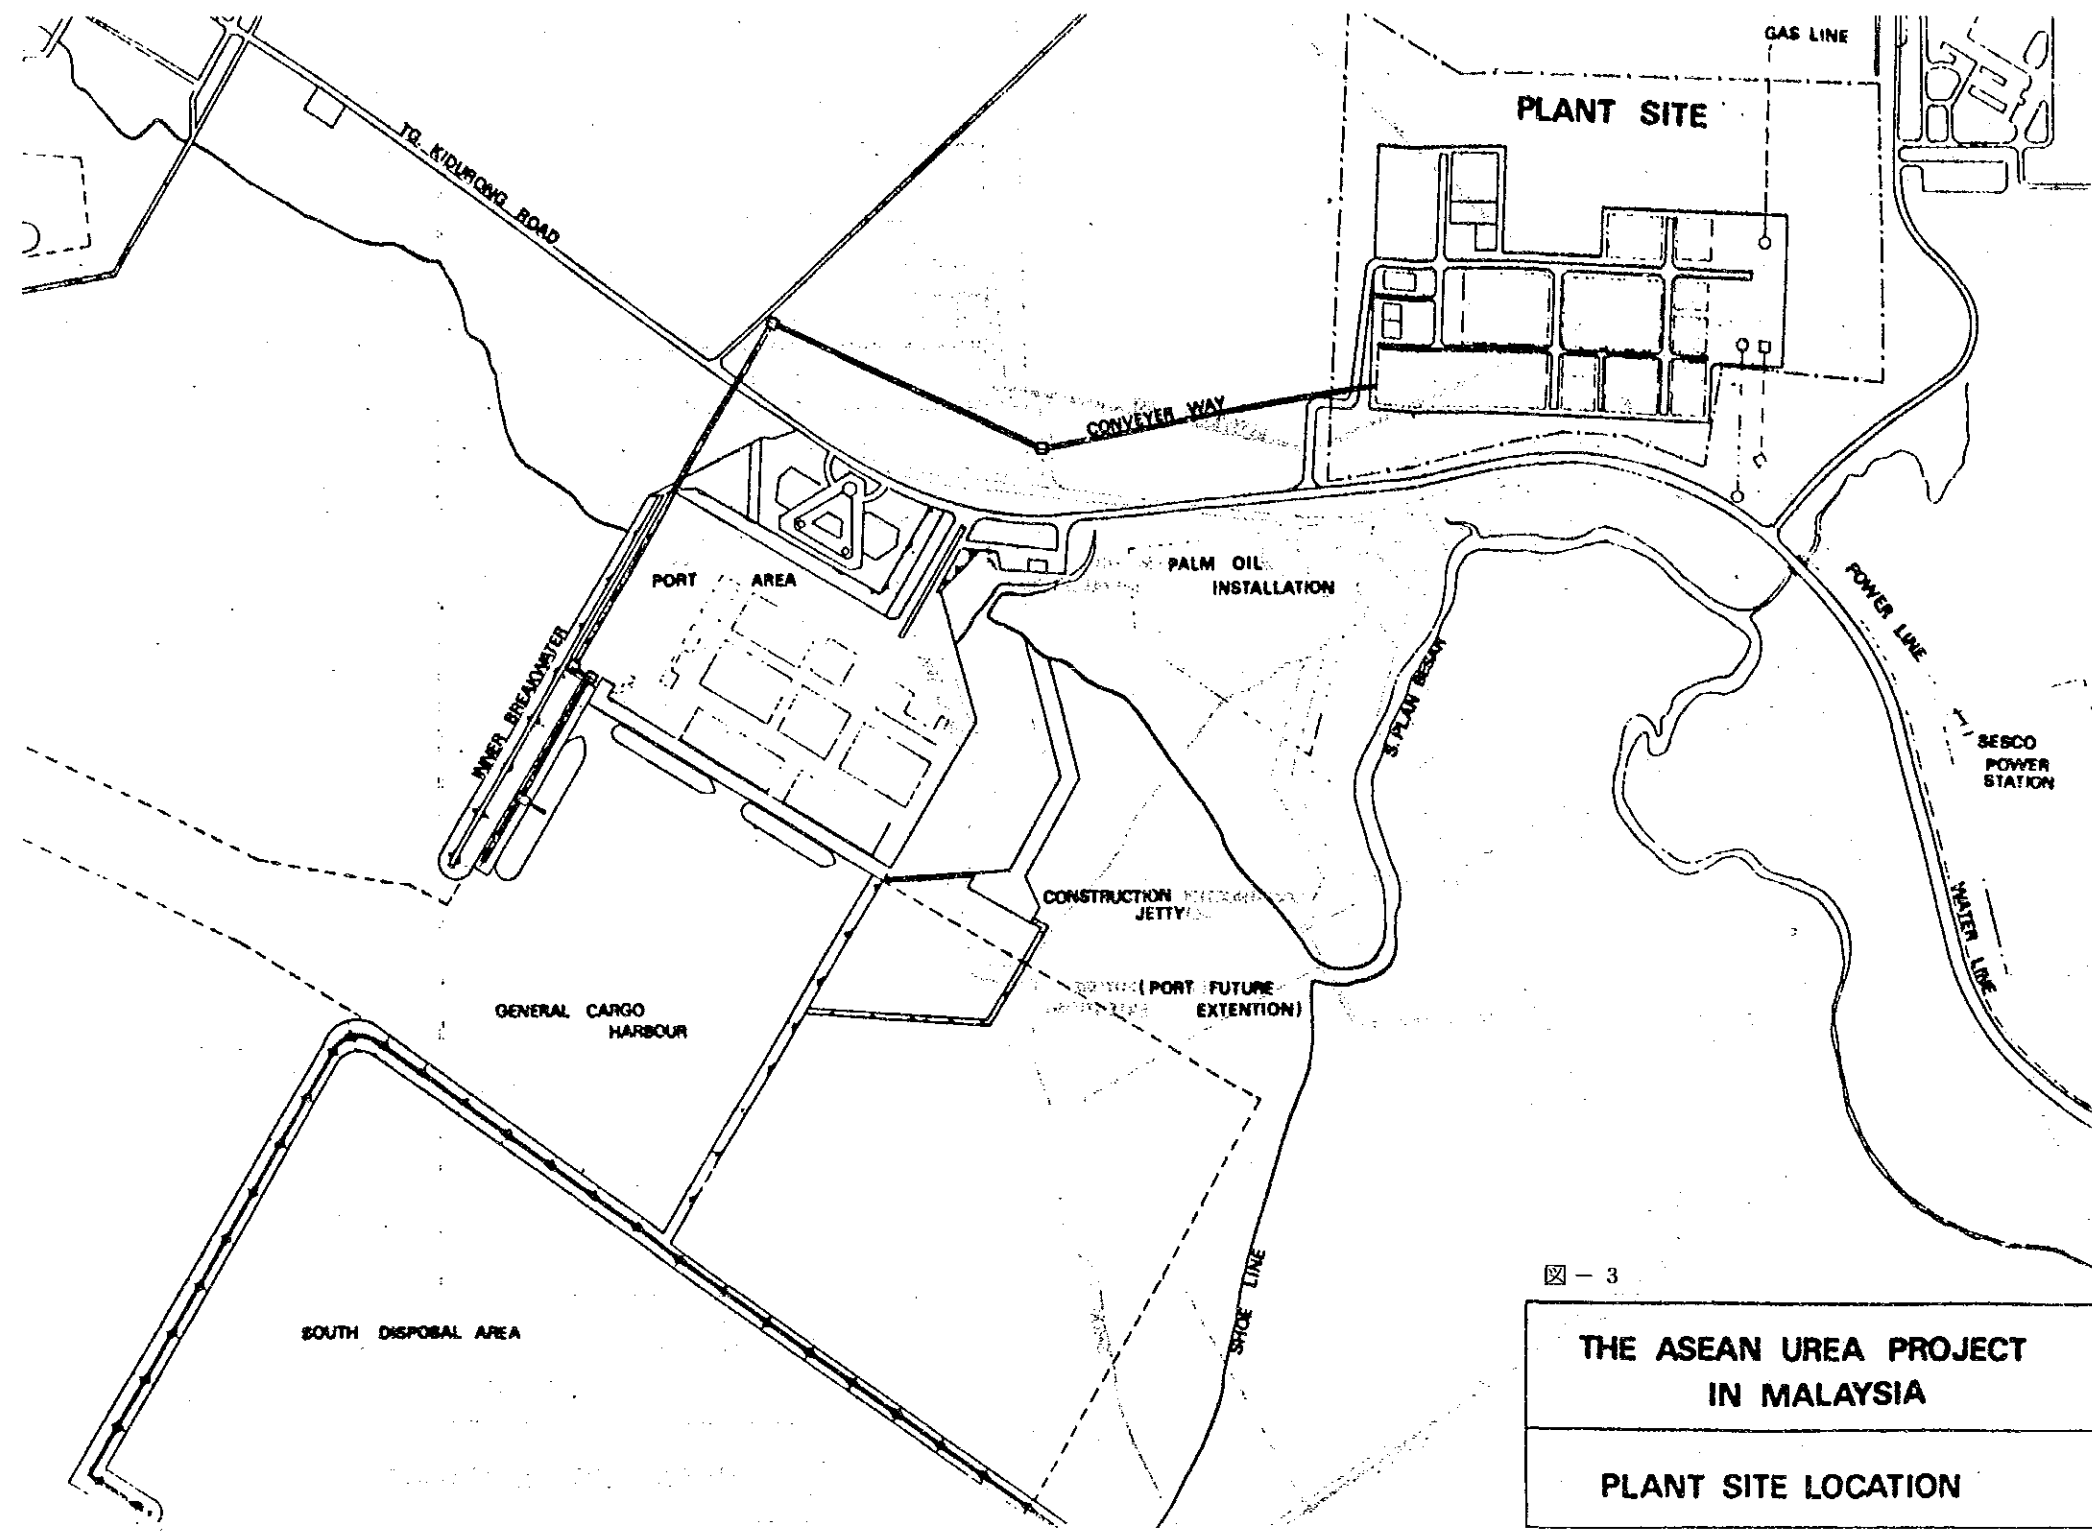 GAS LINE
PLANT SITE
TG. KIDURONG ROAD
CONVEYER WAY
PORT AREA
PALM OIL
INSTALLATION
POWER LINE
INNER BREAKWATER
S. PLAN BESAR
SESCO
POWER
STATION
CONSTRUCTION
JETTY
WATER LINE
(PORT FUTURE
EXTENTION)
GENERAL CARGO
HARBOUR
SHOE LINE
SOUTH DISPOSAL AREA
図－3
THE ASEAN UREA PROJECT
IN MALAYSIA
PLANT SITE LOCATION